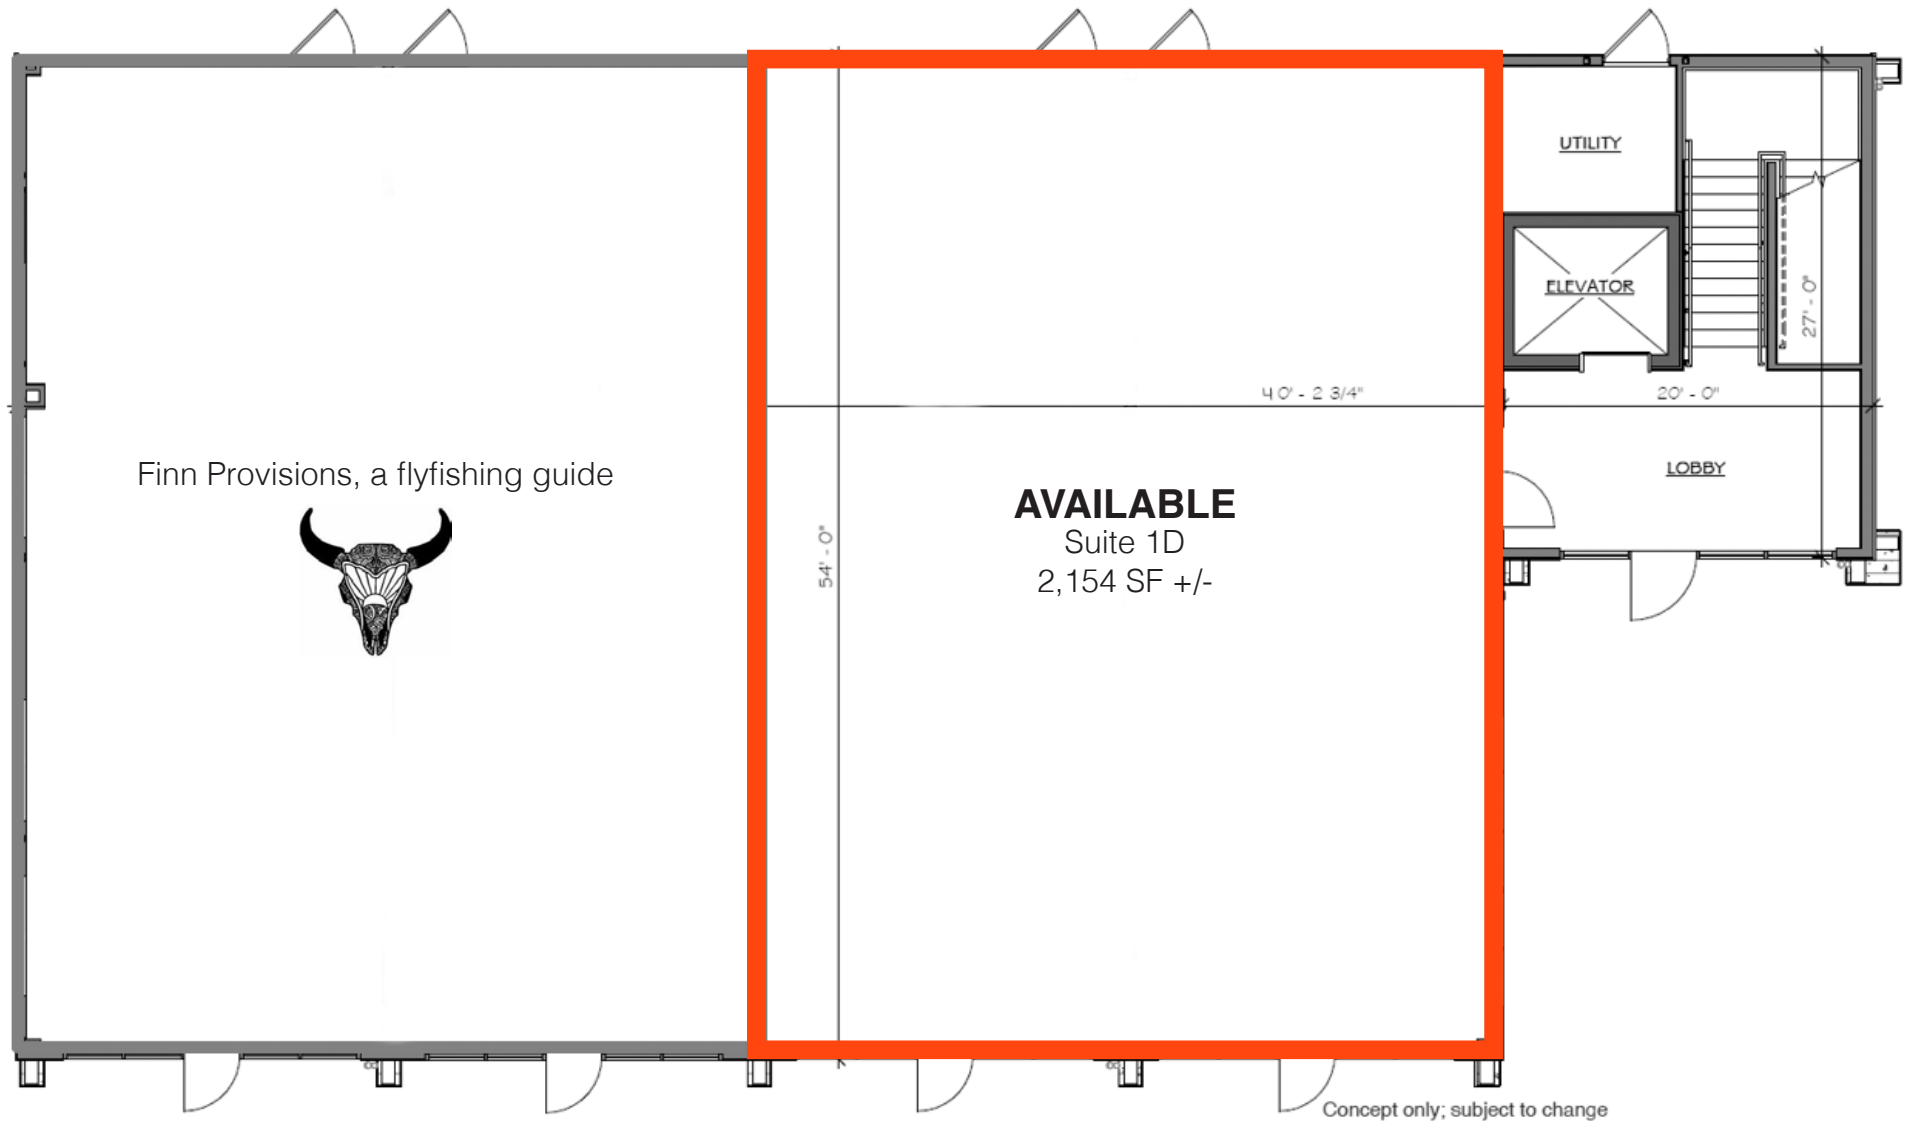 UTILITY
ELEVATOR
27' - 0"
40' - 2 3/4"
20' - 0"
LOBBY
Finn Provisions, a flyfishing guide
AVAILABLE
Suite 1D
2,154 SF +/-
54' - 0"
Concept only; subject to change